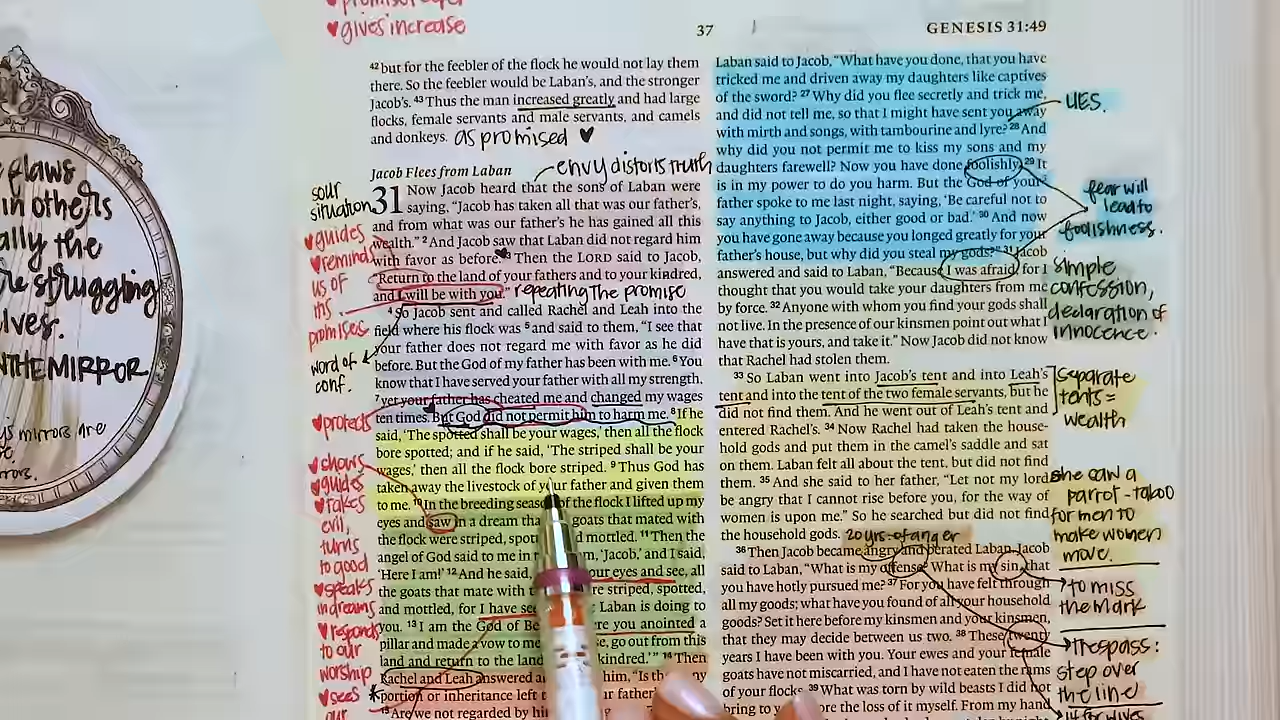 ♥gives increase
37
GENESIS 31:49
flaws
in others
ally the
re struggling
lves.
INTHEMIRROR
mirrors are
42 but for the feebler of the flock he would not lay them
there. So the feebler would be Laban's, and the stronger
Jacob's. 43 Thus the man increased greatly and had large
flocks, female servants and male servants, and camels
and donkeys. as promised ♥
Jacob Flees from Laban
envy distorts truth
sour
situation
♥guides
♥remind
us of
his
promises
word of
conf.
♥protects
♥shows
♥guides
♥takes
evil,
turns
to good
♥speaks
in dreams
♥responds
to our
worship
♥sees
our
31 Now Jacob heard that the sons of Laban were
saying, "Jacob has taken all that was our father's,
and from what was our father's he has gained all this
wealth." 2 And Jacob saw that Laban did not regard him
with favor as before. 3 Then the LORD said to Jacob,
"Return to the land of your fathers and to your kindred,
and I will be with you." repeating the promise
4 So Jacob sent and called Rachel and Leah into the
field where his flock was 5 and said to them, "I see that
your father does not regard me with favor as he did
before. But the God of my father has been with me. 6 You
know that I have served your father with all my strength,
7 yet your father has cheated me and changed my wages
ten times. But God did not permit him to harm me. 8 If he
said, 'The spotted shall be your wages,' then all the flock
bore spotted; and if he said, 'The striped shall be your
wages,' then all the flock bore striped. 9 Thus God has
taken away the livestock of your father and given them
to me. 10 In the breeding season of the flock I lifted up my
eyes and saw in a dream tha goats that mated with
the flock were striped, spot d mottled. 11 Then the
angel of God said to me in m, 'Jacob,' and I said,
'Here I am!' 12 And he said, our eyes and see, all
the goats that mate with t re striped, spotted,
and mottled, for I have see Laban is doing to
you. 13 I am the God of Be re you anointed a
pillar and made a vow to me e, go out from this
land and return to the land kindred.'" 14 Then
Rachel and Leah answered a him, "Is the ny
portion or inheritance left t ur father
15 Are we not regarded by hi
Laban said to Jacob, "What have you done, that you have
tricked me and driven away my daughters like captives
of the sword? 27 Why did you flee secretly and trick me,
and did not tell me, so that I might have sent you away
with mirth and songs, with tambourine and lyre? 28 And
why did you not permit me to kiss my sons and my
daughters farewell? Now you have done foolishly. 29 It
is in my power to do you harm. But the God of your
father spoke to me last night, saying, 'Be careful not to
say anything to Jacob, either good or bad.' 30 And now
you have gone away because you longed greatly for your
father's house, but why did you steal my gods?" 31 Jacob
answered and said to Laban, "Because I was afraid, for I
thought that you would take your daughters from me
by force. 32 Anyone with whom you find your gods shall
not live. In the presence of our kinsmen point out what I
have that is yours, and take it." Now Jacob did not know
that Rachel had stolen them.
33 So Laban went into Jacob's tent and into Leah's
tent and into the tent of the two female servants, but he
did not find them. And he went out of Leah's tent and
entered Rachel's. 34 Now Rachel had taken the house-
hold gods and put them in the camel's saddle and sat
on them. Laban felt all about the tent, but did not find
them. 35 And she said to her father, "Let not my lord
be angry that I cannot rise before you, for the way of
women is upon me." So he searched but did not find
the household gods. 20 yrs. of anger
36 Then Jacob became angry and berated Laban. Jacob
said to Laban, "What is my offense? What is my sin, that
you have hotly pursued me? 37 For you have felt through
all my goods; what have you found of all your household
goods? Set it here before my kinsmen and your kinsmen,
that they may decide between us two. 38 These twenty
years I have been with you. Your ewes and your female
goats have not miscarried, and I have not eaten the rams
of your flocks. 39 What was torn by wild beasts I did not
bring to y ore the loss of it myself. From my hand
LIES.
fear will
lead to
foolishness.
simple
confession,
declaration of
innocence.
separate
tents =
wealth
she saw a
parrot-taboo
for men to
make women
move.
to miss
the mark
trespass:
step over
the line